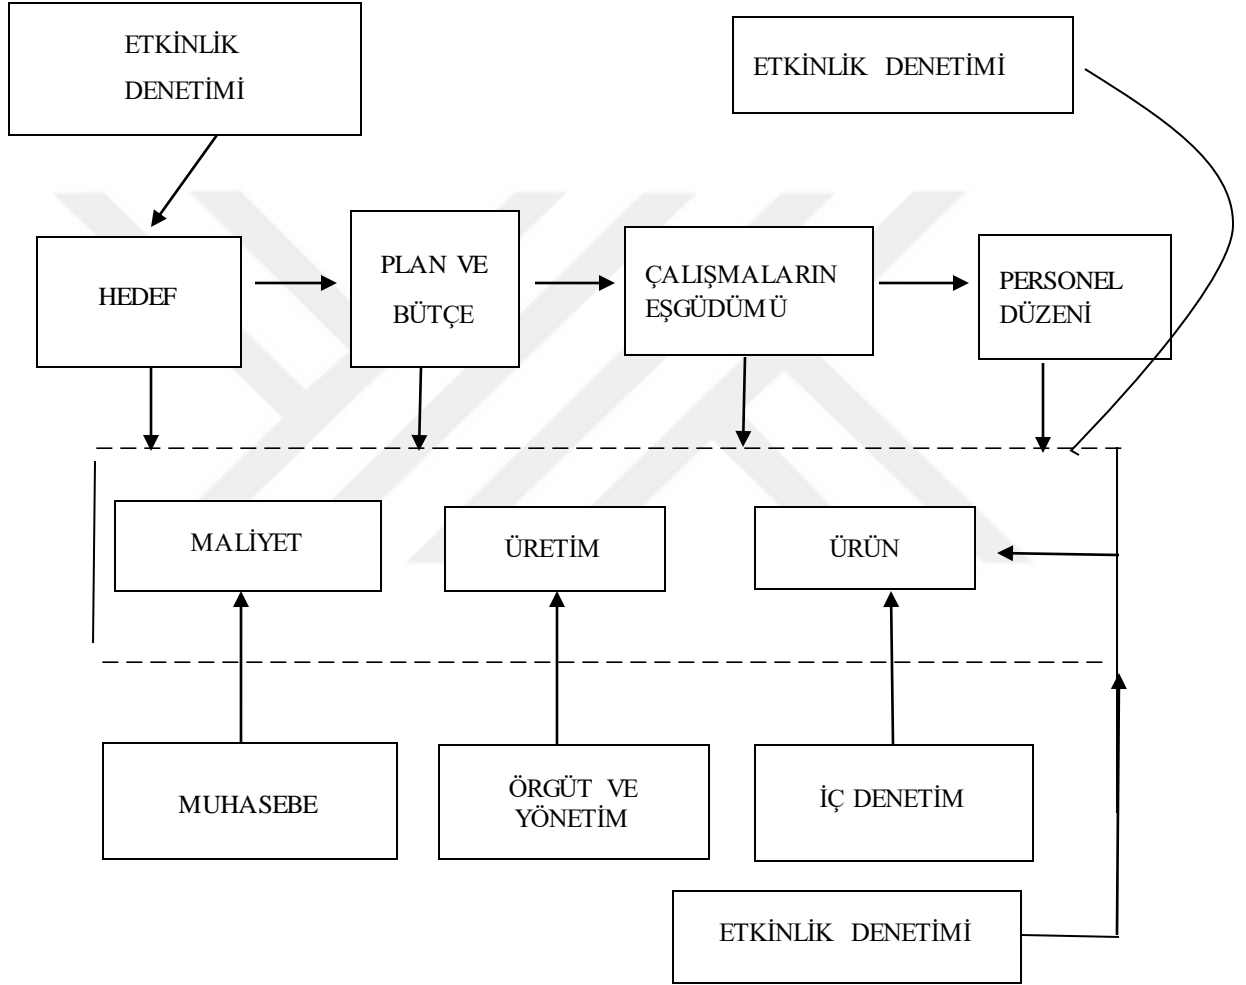 ETKİNLİK
DENETİMİ
ETKİNLİK DENETİMİ
HEDEF
PLAN VE
BÜTÇE
ÇALIŞMALARIN
EŞGÜDÜMÜ
PERSONEL
DÜZENİ
MALİYET
ÜRETİM
ÜRÜN
MUHASEBE
ÖRGÜT VE
YÖNETİM
İÇ DENETİM
ETKİNLİK DENETİMİ